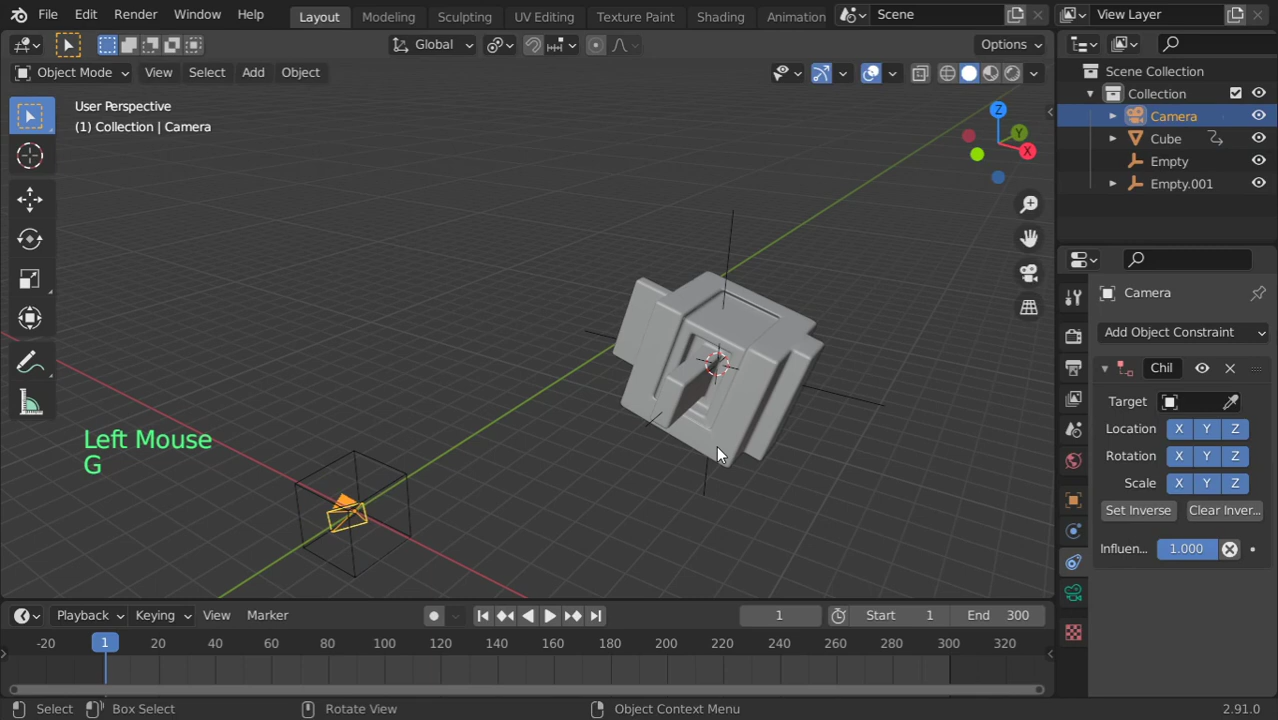 File Edit Render Window Help Layout Modeling Sculpting UV Editing Texture Paint Shading Animation Scene View Layer
Global Options
Object Mode View Select Add Object
User Perspective
(1) Collection | Camera
Z
Y
X
Scene Collection
Collection
Camera
Cube
Empty
Empty.001
Camera
Add Object Constraint
Chil
Target
Location X Y Z
Rotation X Y Z
Scale X Y Z
Set Inverse Clear Inver...
Influen... 1.000
Left Mouse
G
Playback Keying View Marker 1 Start 1 End 300
-20 1 20 40 60 80 100 120 140 160 180 200 220 240 260 280 300 320
Select Box Select Rotate View Object Context Menu 2.91.0